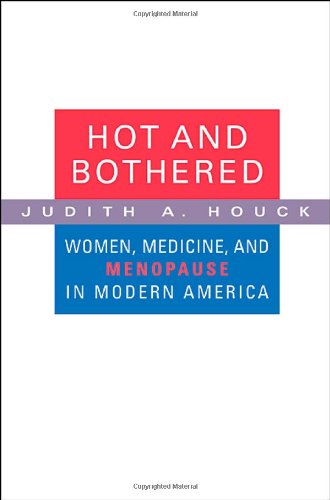 HOT AND
BOTHERED
JUDITH A. HOUCK
WOMEN, MEDICINE, AND
MENOPAUSE
IN MODERN AMERICA